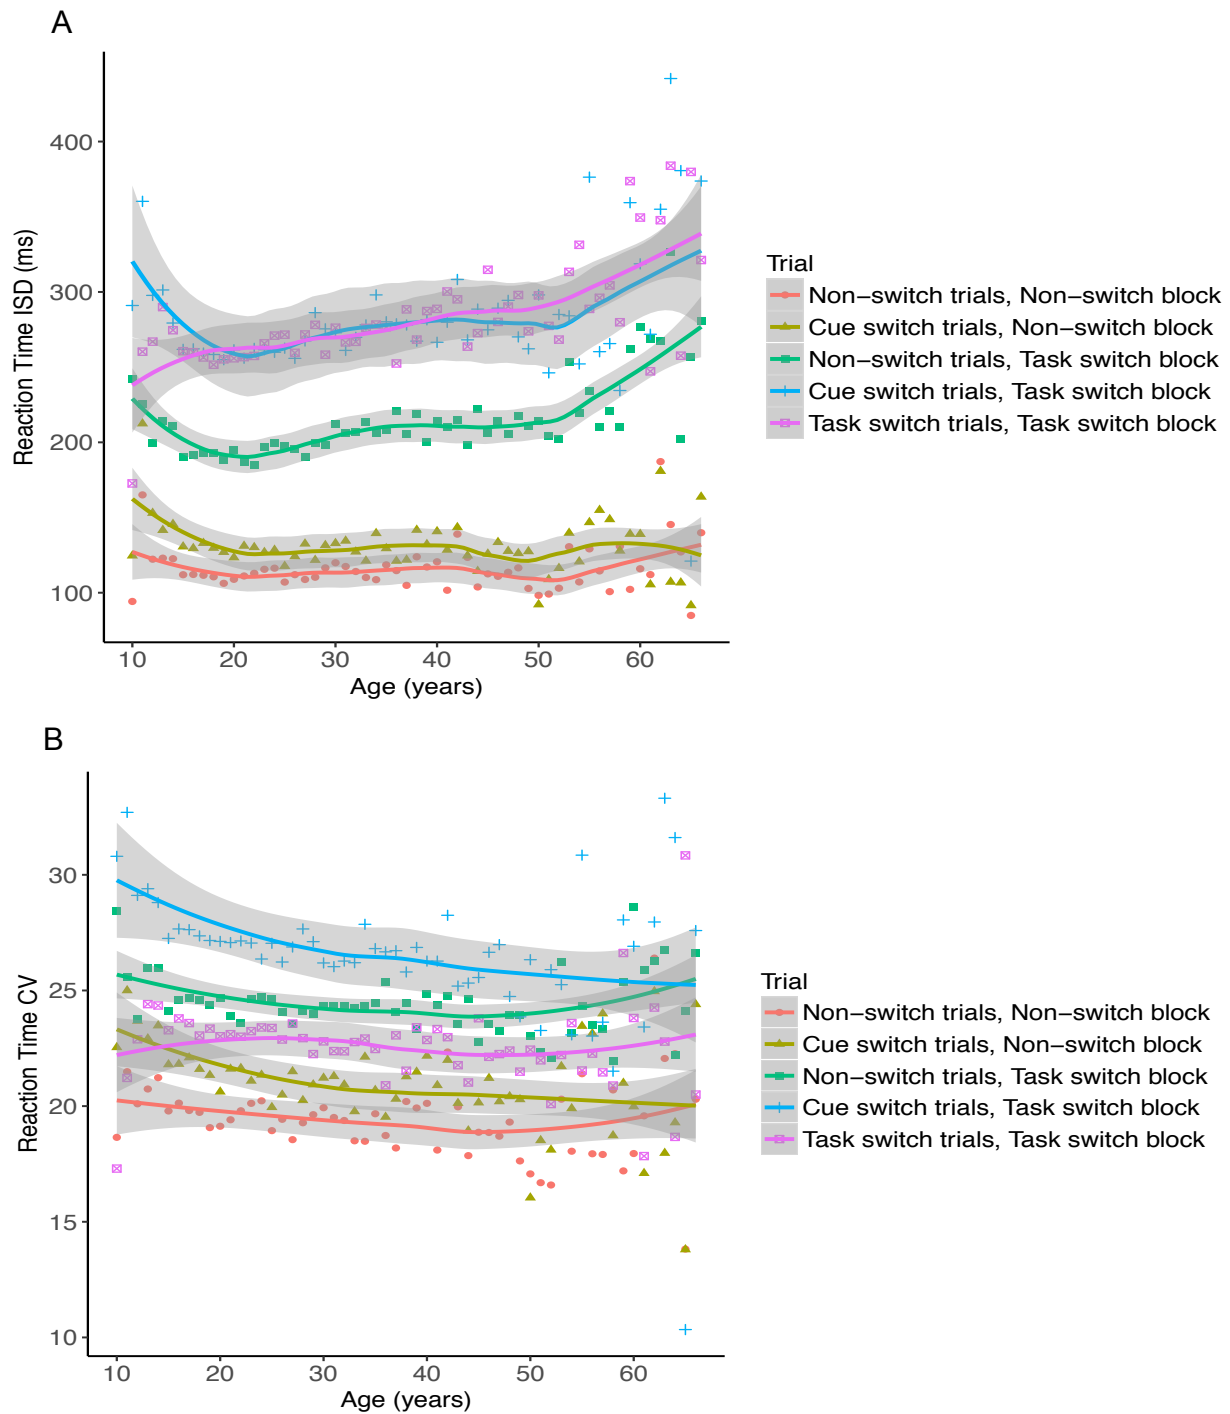 A
Reaction Time ISD (ms)
400
300
200
100
10 20 30 40 50 60
Age (years)
Trial
Non−switch trials, Non−switch block
Cue switch trials, Non−switch block
Non−switch trials, Task switch block
Cue switch trials, Task switch block
Task switch trials, Task switch block
B
Reaction Time CV
30
25
20
15
10
10 20 30 40 50 60
Age (years)
Trial
Non−switch trials, Non−switch block
Cue switch trials, Non−switch block
Non−switch trials, Task switch block
Cue switch trials, Task switch block
Task switch trials, Task switch block